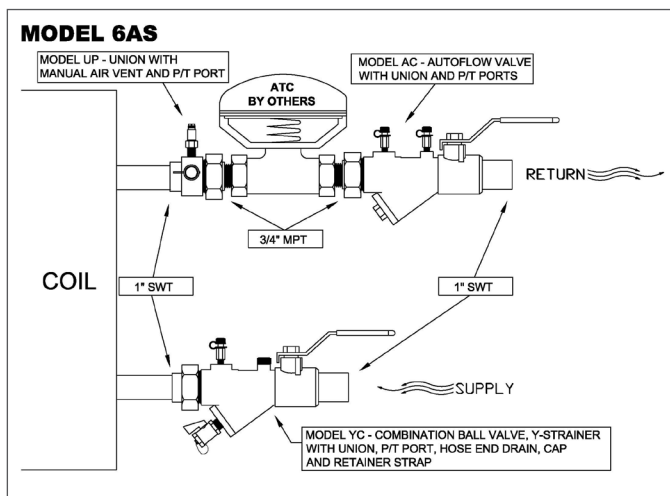 MODEL 6AS
MODEL UP - UNION WITH
MANUAL AIR VENT AND P/T PORT
ATC
BY OTHERS
MODEL AC - AUTOFLOW VALVE
WITH UNION AND P/T PORTS
RETURN
3/4" MPT
COIL
1" SWT
1" SWT
SUPPLY
MODEL YC - COMBINATION BALL VALVE, Y-STRAINER
WITH UNION, P/T PORT, HOSE END DRAIN, CAP
AND RETAINER STRAP